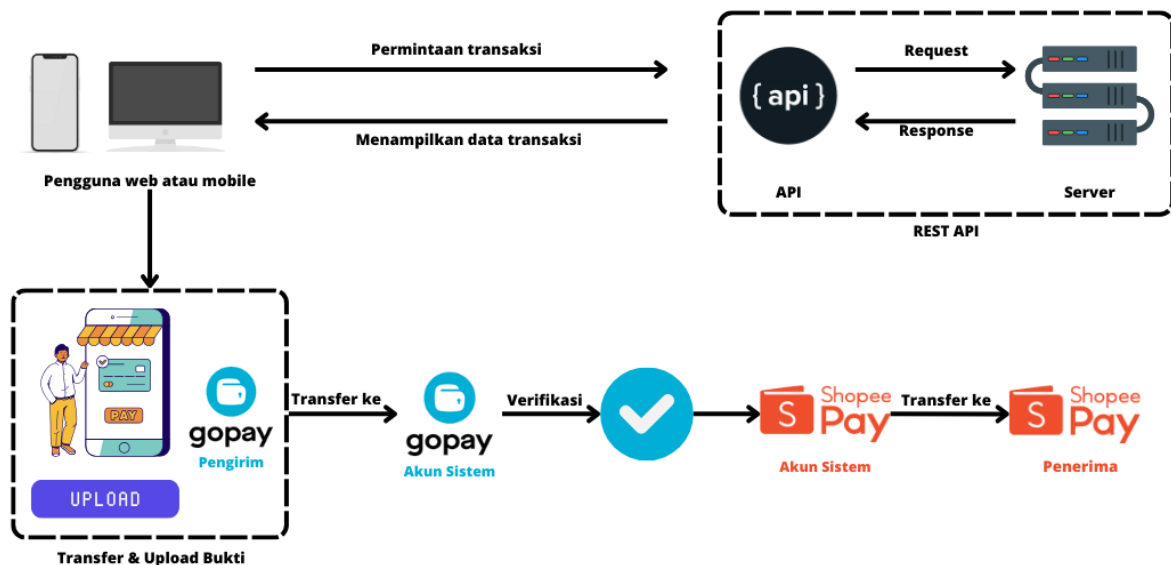 Permintaan transaksi
Menampilkan data transaksi
Pengguna web atau mobile
{api}
Request
Response
API
Server
REST API
PAY
UPLOAD
gopay
Pengirim
Transfer & Upload Bukti
Transfer ke
gopay
Akun Sistem
Verifikasi
S
Shopee
Pay
Akun Sistem
Transfer ke
S
Shopee
Pay
Penerima